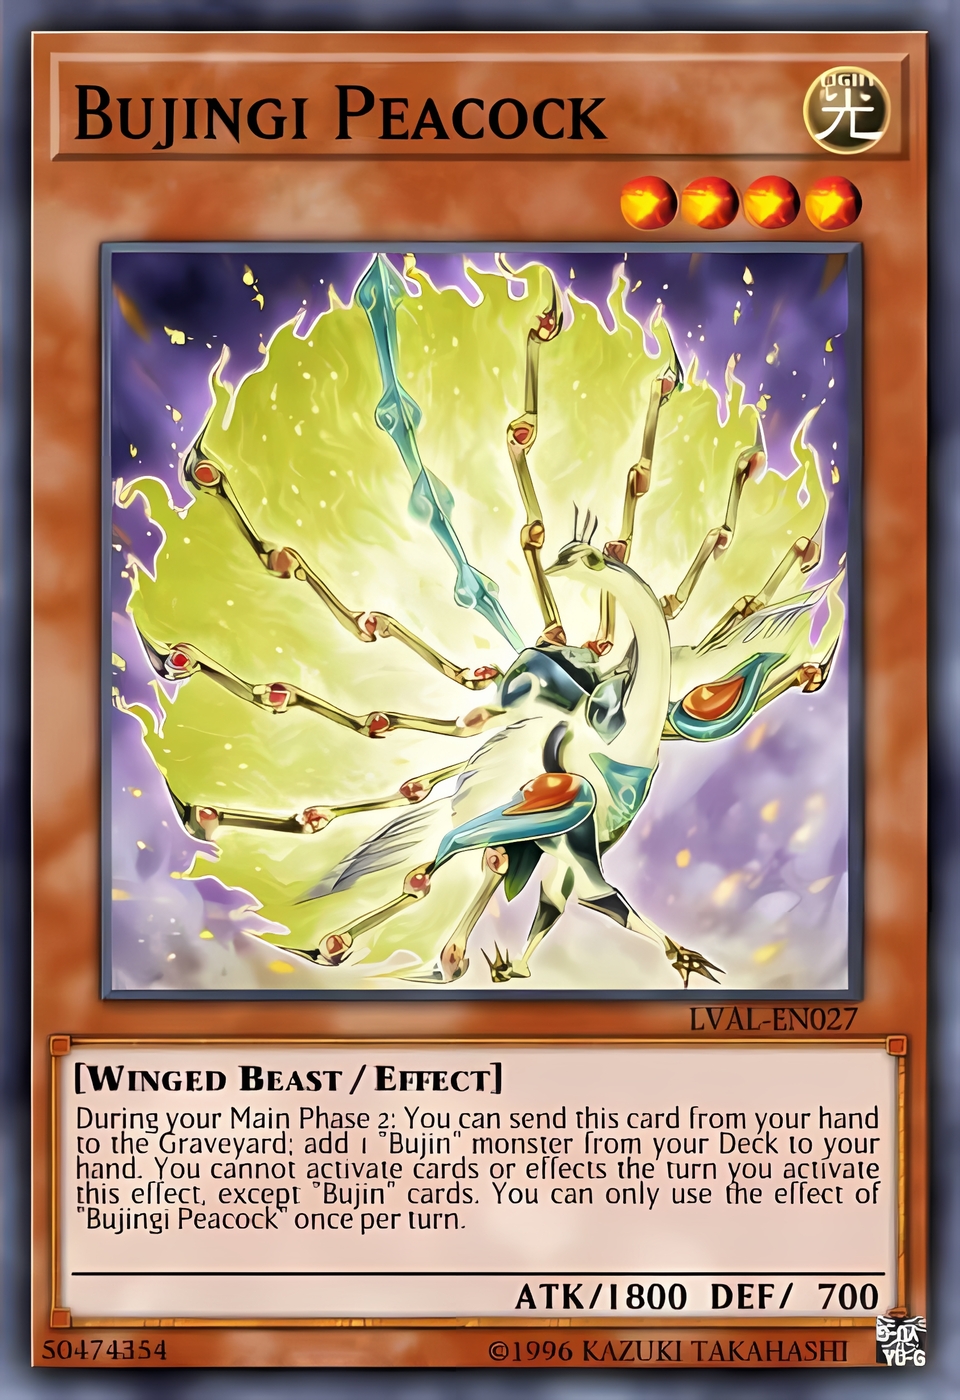 BUJINGI PEACOCK
光
LVAL-EN027
[WINGED BEAST / EFFECT]
During your Main Phase 2: You can send this card from your hand
to the Graveyard; add 1 "Bujin" monster from your Deck to your
hand. You cannot activate cards or effects the turn you activate
this effect, except "Bujin" cards. You can only use the effect of
"Bujingi Peacock" once per turn.
ATK/1800 DEF/ 700
50474354
©1996 KAZUKI TAKAHASHI